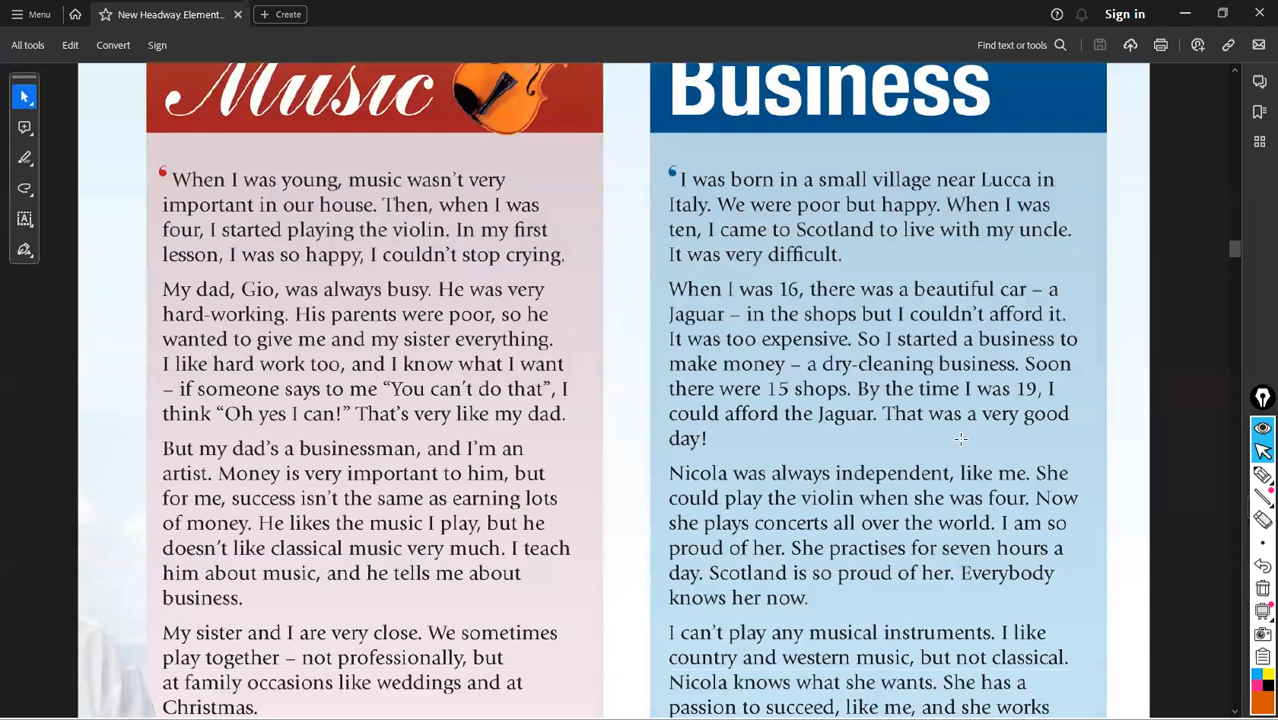 Menu
New Headway. Element...
Create
Sign in
All tools
Edit
Convert
Sign
Find text or tools
Music
‘When I was young, music wasn’t very
important in our house. Then, when I was
four, I started playing the violin. In my first
lesson, I was so happy, I couldn’t stop crying.
My dad, Gio, was always busy. He was very
hard-working. His parents were poor, so he
wanted to give me and my sister everything.
I like hard work too, and I know what I want
– if someone says to me “You can’t do that”, I
think “Oh yes I can!” That’s very like my dad.
But my dad’s a businessman, and I’m an
artist. Money is very important to him, but
for me, success isn’t the same as earning lots
of money. He likes the music I play, but he
doesn’t like classical music very much. I teach
him about music, and he tells me about
business.
My sister and I are very close. We sometimes
play together – not professionally, but
at family occasions like weddings and at
Christmas.
Business
‘I was born in a small village near Lucca in
Italy. We were poor but happy. When I was
ten, I came to Scotland to live with my uncle.
It was very difficult.
When I was 16, there was a beautiful car – a
Jaguar – in the shops but I couldn’t afford it.
It was too expensive. So I started a business to
make money – a dry-cleaning business. Soon
there were 15 shops. By the time I was 19, I
could afford the Jaguar. That was a very good
day!
Nicola was always independent, like me. She
could play the violin when she was four. Now
she plays concerts all over the world. I am so
proud of her. She practises for seven hours a
day. Scotland is so proud of her. Everybody
knows her now.
I can’t play any musical instruments. I like
country and western music, but not classical.
Nicola knows what she wants. She has a
passion to succeed, like me, and she works